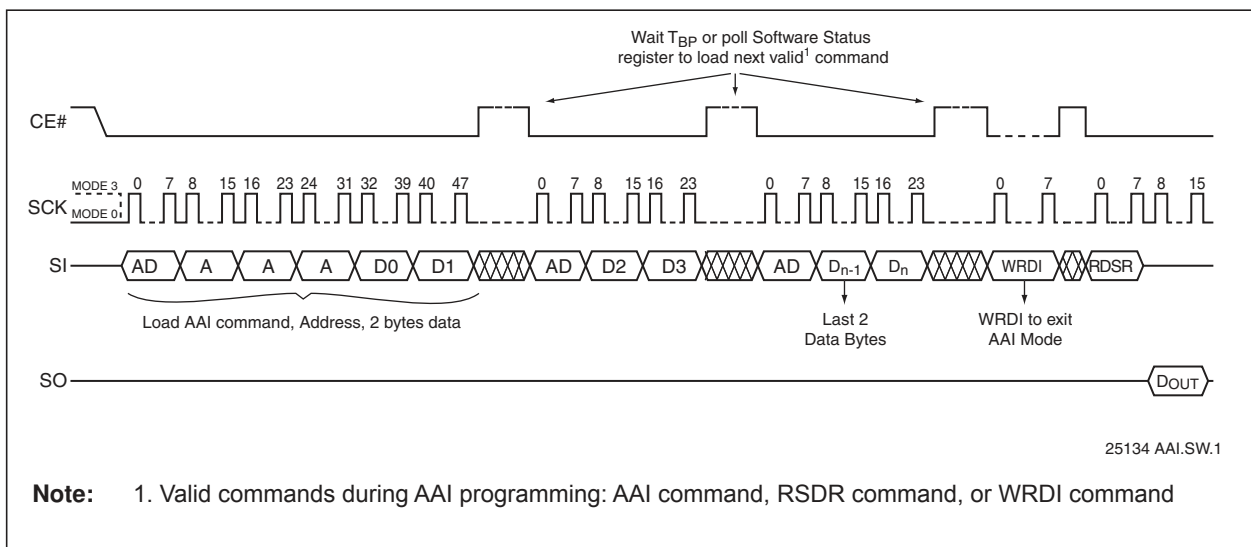 Wait TBP or poll Software Status
register to load next valid1 command
CE#
MODE 3
MODE 0
SCK
0 7 8 15 16 23 24 31 32 39 40 47 0 7 8 15 16 23 0 7 8 15 16 23 0 7 0 7 8 15
SI
AD A A A D0 D1 AD D2 D3 AD Dn-1 Dn WRDI RDSR
Load AAI command, Address, 2 bytes data
Last 2
Data Bytes
WRDI to exit
AAI Mode
SO
DOUT
25134 AAI.SW.1
Note: 1. Valid commands during AAI programming: AAI command, RSDR command, or WRDI command